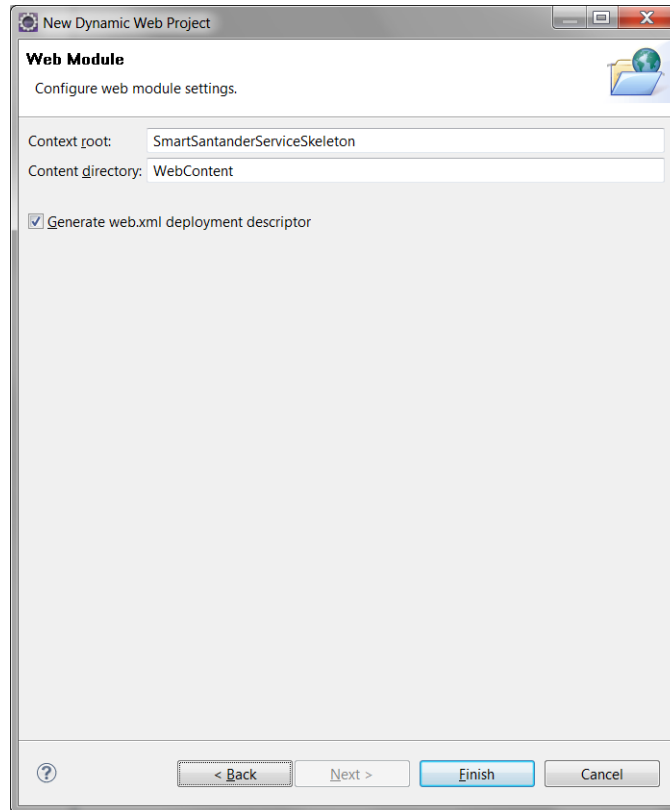 New Dynamic Web Project
Web Module
Configure web module settings.
Context root: SmartSantanderServiceSkeleton
Content directory: WebContent
Generate web.xml deployment descriptor
? < Back Next > Finish Cancel